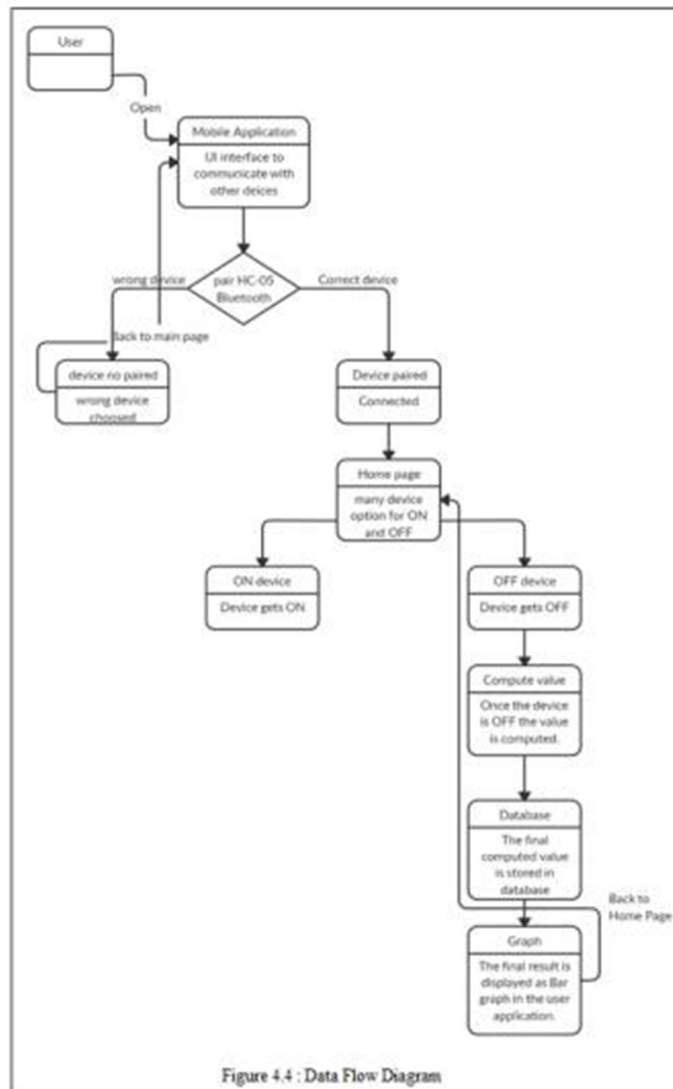 User
Open
Mobile Application
UI interface to
communicate with
other deices
pair HC-05
Bluetooth
wrong device
Correct device
Back to main page
device no paired
wrong device
choosed
Device paired
Connected
Home page
many device
option for ON
and OFF
ON device
Device gets ON
OFF device
Device gets OFF
Compute value
Once the device
is OFF the value
is computed.
Database
The final
computed value
is stored in
database
Back to
Home Page
Graph
The final result is
displayed as Bar
graph in the user
application.
Figure 4.4 : Data Flow Diagram